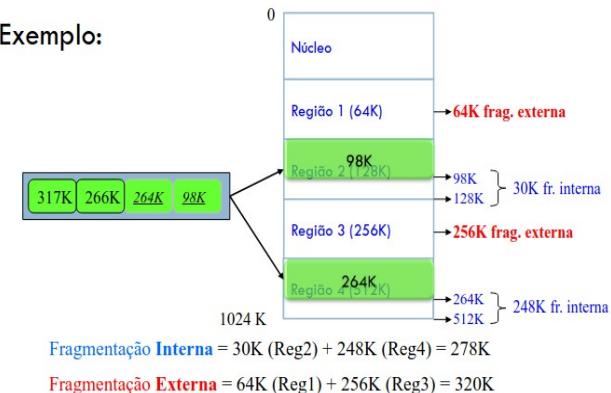 Exemplo:
0
Núcleo
Região 1 (64K)
64K frag. externa
98K
Região 2 (128K)
98K
128K
30K fr. interna
317K 266K 264K 98K
Região 3 (256K)
256K frag. externa
264K
Região 4 (512K)
264K
512K
248K fr. interna
1024 K
Fragmentação Interna = 30K (Reg2) + 248K (Reg4) = 278K
Fragmentação Externa = 64K (Reg1) + 256K (Reg3) = 320K